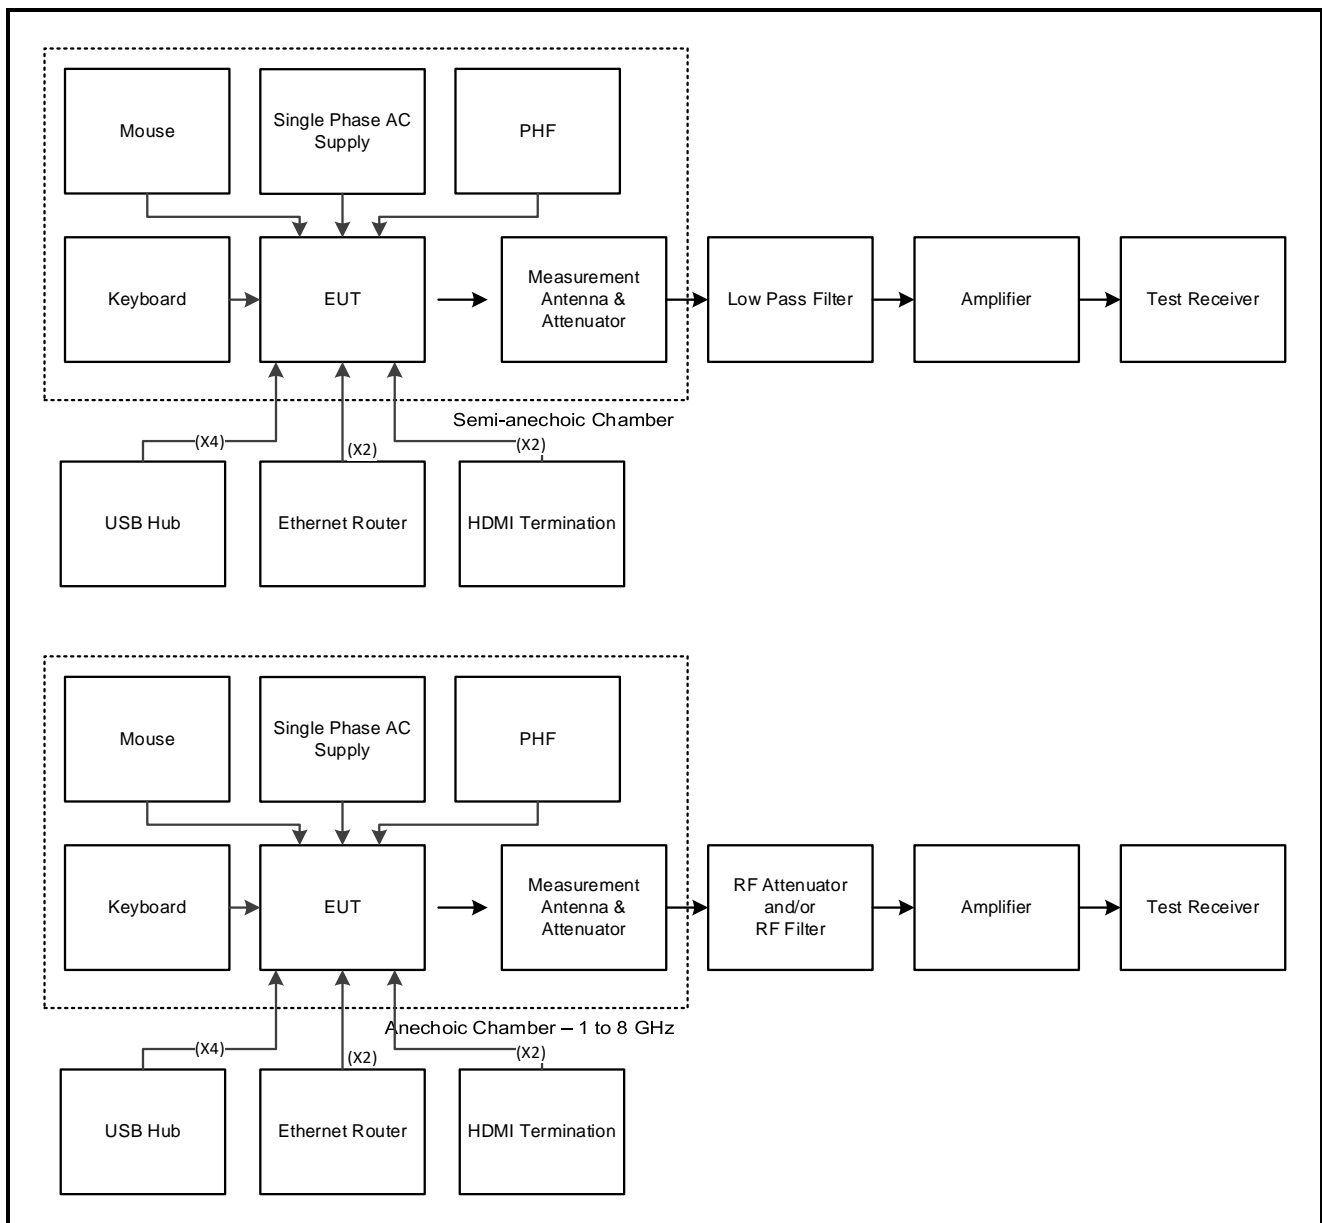 Mouse
Single Phase AC
Supply
PHF
Keyboard
EUT
Measurement
Antenna &
Attenuator
Low Pass Filter
Amplifier
Test Receiver
Semi-anechoic Chamber
(X4)
(X2)
(X2)
USB Hub
Ethernet Router
HDMI Termination
Mouse
Single Phase AC
Supply
PHF
Keyboard
EUT
Measurement
Antenna &
Attenuator
RF Attenuator
and/or
RF Filter
Amplifier
Test Receiver
Anechoic Chamber – 1 to 8 GHz
(X4)
(X2)
(X2)
USB Hub
Ethernet Router
HDMI Termination